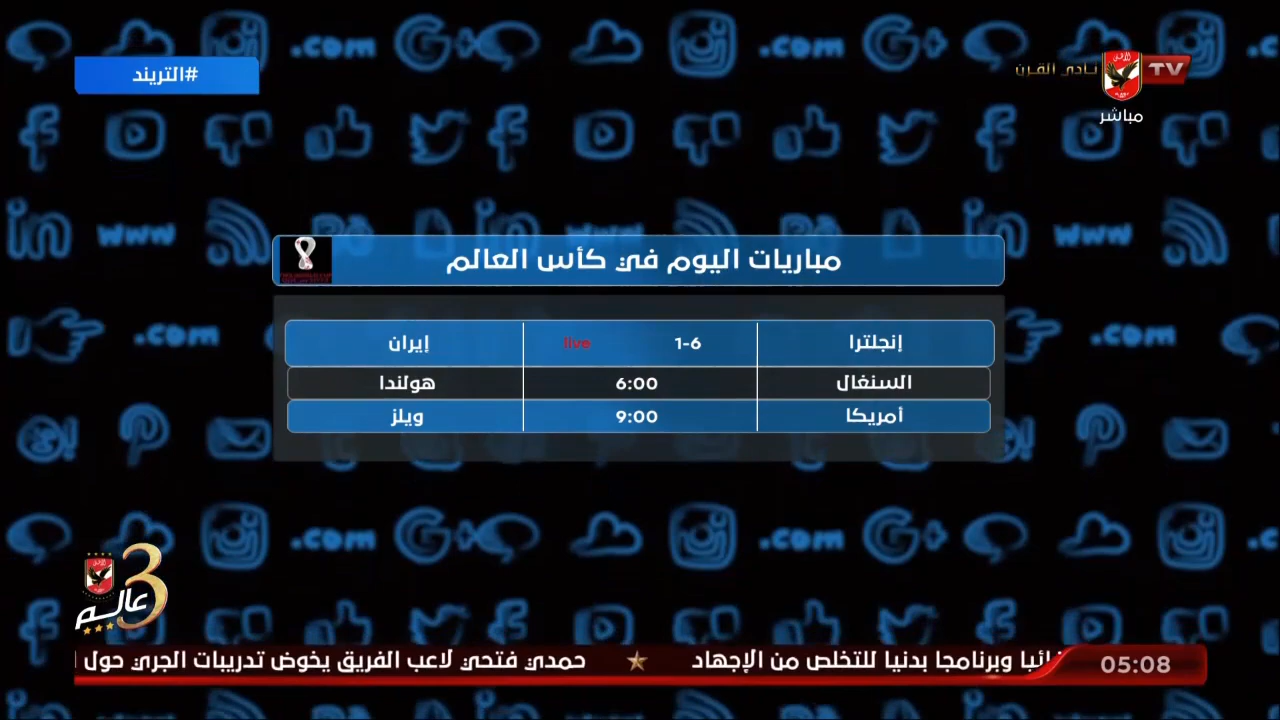 #التريند
نادي القرن
TV
مباشر
مباريات اليوم في كأس العالم
إنجلترا 1-6 live إيران
السنغال 6:00 هولندا
أمريكا 9:00 ويلز
3 عالم
05:08 وبرنامجا بدنيا للتخلص من الإجهاد ★ حمدي فتحي لاعب الفريق يخوض تدريبات الجري حول